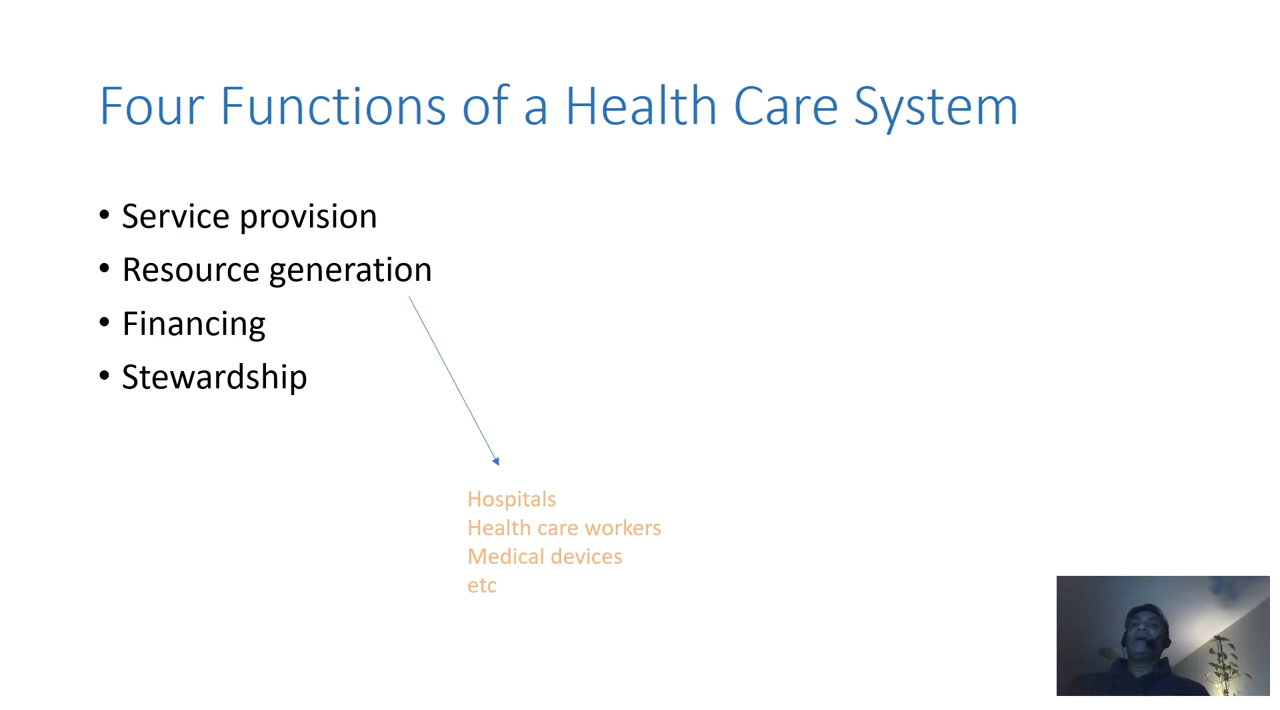 Four Functions of a Health Care System
• Service provision
• Resource generation
• Financing
• Stewardship
Hospitals
Health care workers
Medical devices
etc